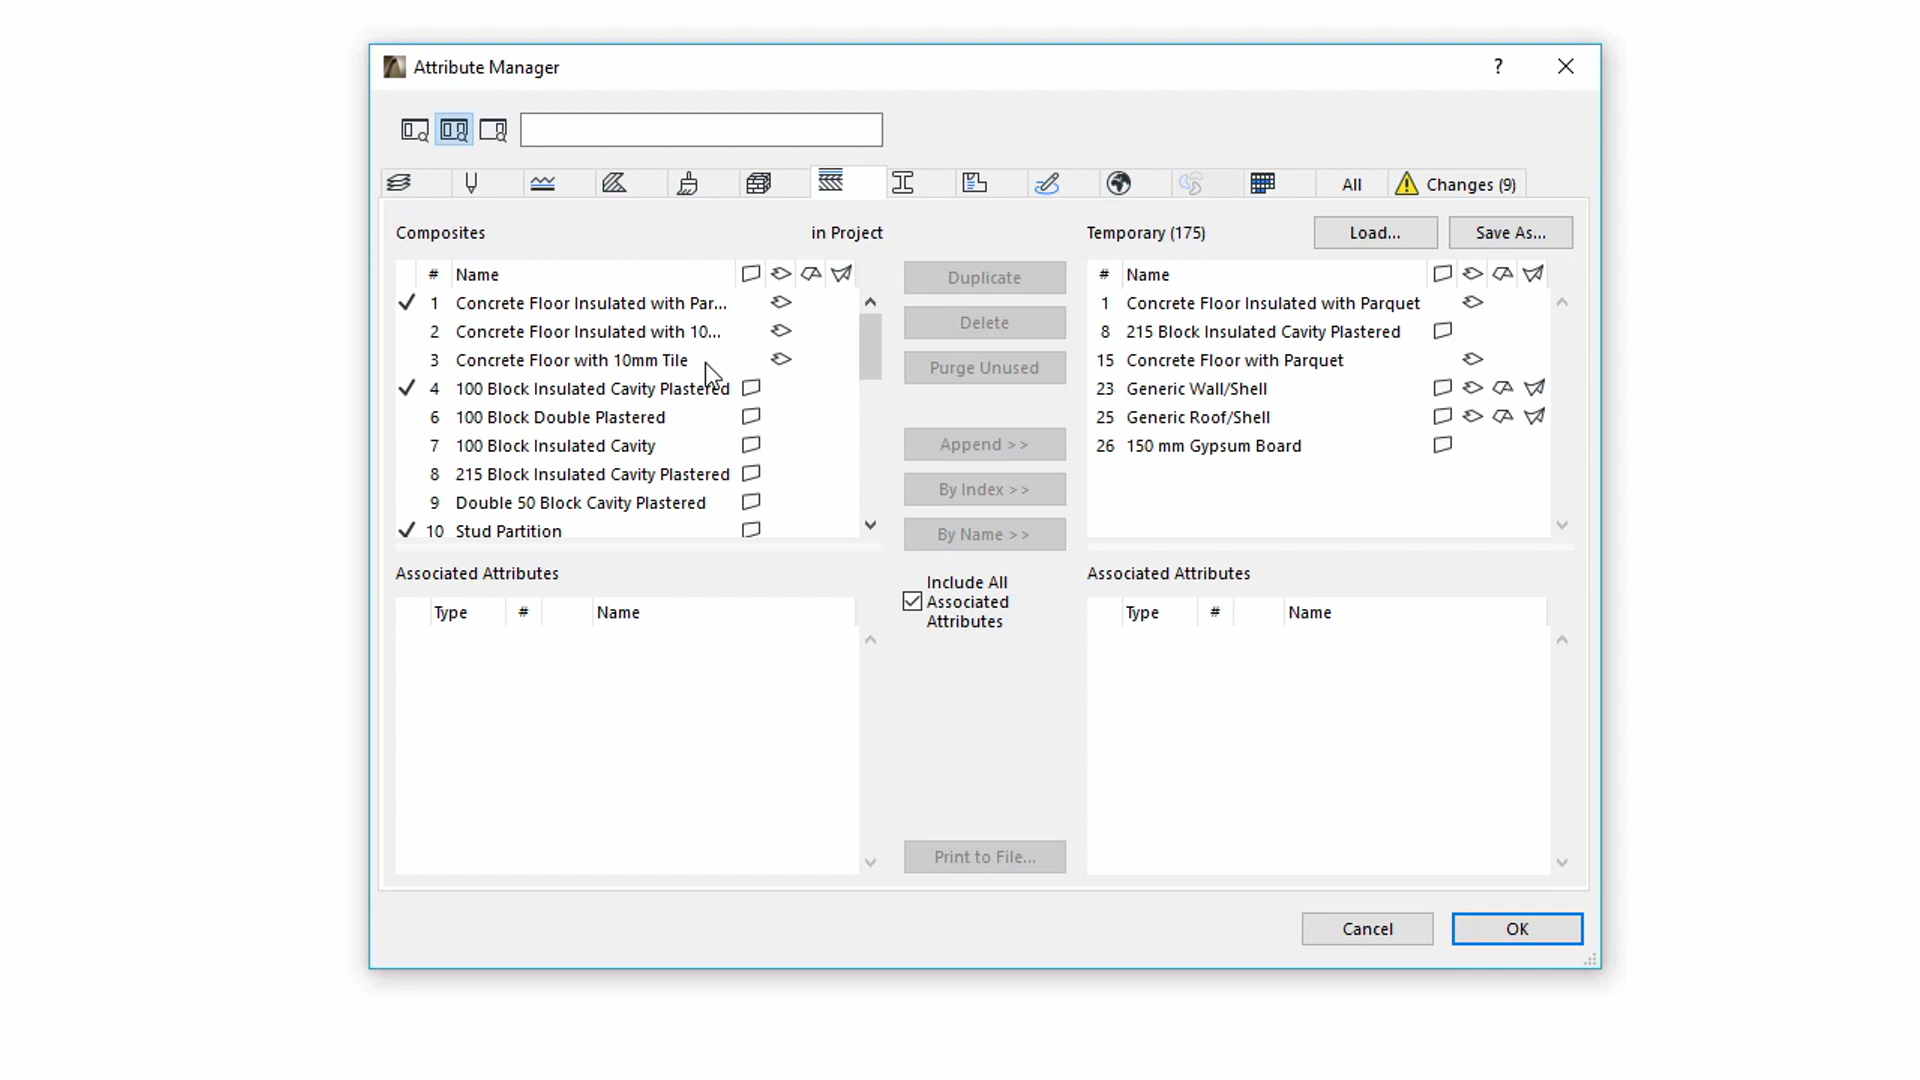 Attribute Manager
?
All
Changes (9)
Composites
in Project
# Name
1 Concrete Floor Insulated with Par...
2 Concrete Floor Insulated with 10...
3 Concrete Floor with 10mm Tile
4 100 Block Insulated Cavity Plastered
6 100 Block Double Plastered
7 100 Block Insulated Cavity
8 215 Block Insulated Cavity Plastered
9 Double 50 Block Cavity Plastered
10 Stud Partition
Associated Attributes
Type # Name
Duplicate
Delete
Purge Unused
Append >>
By Index >>
By Name >>
Include All
Associated
Attributes
Print to File...
Temporary (175)
Load...
Save As...
# Name
1 Concrete Floor Insulated with Parquet
8 215 Block Insulated Cavity Plastered
15 Concrete Floor with Parquet
23 Generic Wall/Shell
25 Generic Roof/Shell
26 150 mm Gypsum Board
Associated Attributes
Type # Name
Cancel
OK